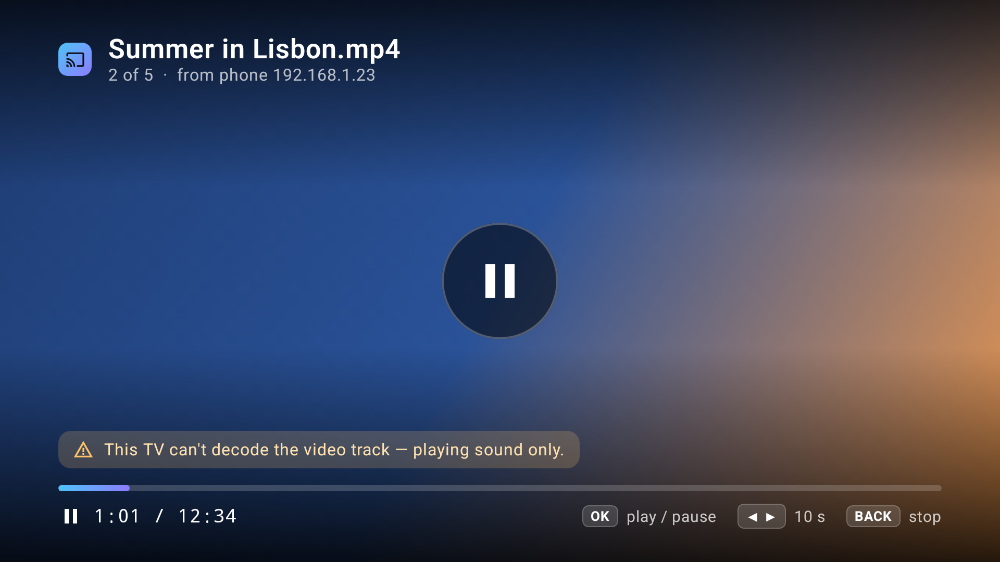 Summer in Lisbon.mp4
2 of 5 · from phone 192.168.1.23
This TV can't decode the video track — playing sound only.
1:01 / 12:34
OK play / pause ◄ ► 10 s BACK stop